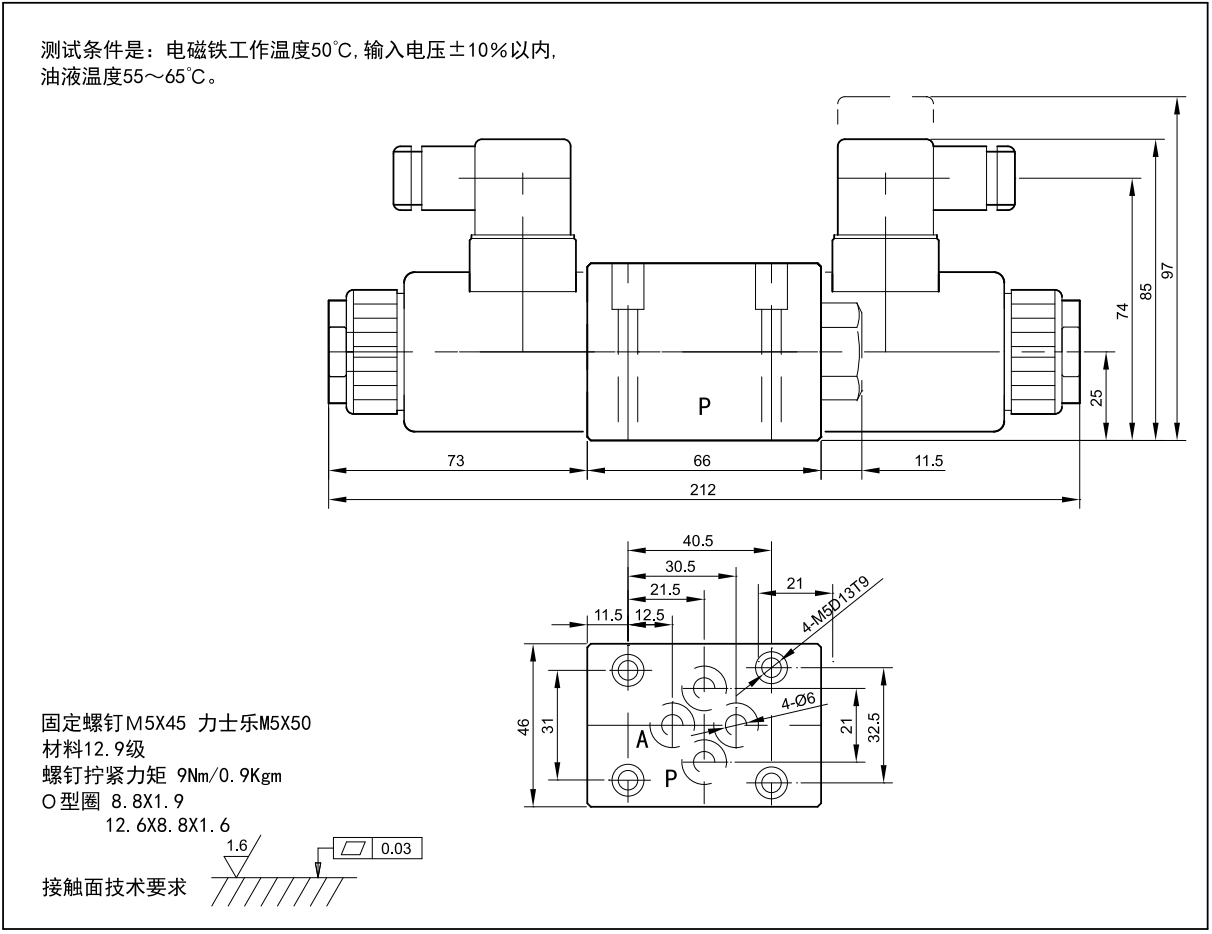 测试条件是：电磁铁工作温度50℃，输入电压±10%以内，
油液温度55～65℃。
97
85
74
25
P
73
66
11.5
212
40.5
30.5
21
21.5
4-M5D13T9
11.5
12.5
4-Ø6
46
31
A
21
32.5
P
固定螺钉M5X45 力士乐M5X50
材料12.9级
螺钉拧紧力矩 9Nm/0.9Kgm
O型圈 8.8X1.9
12.6X8.8X1.6
1.6
0.03
接触面技术要求